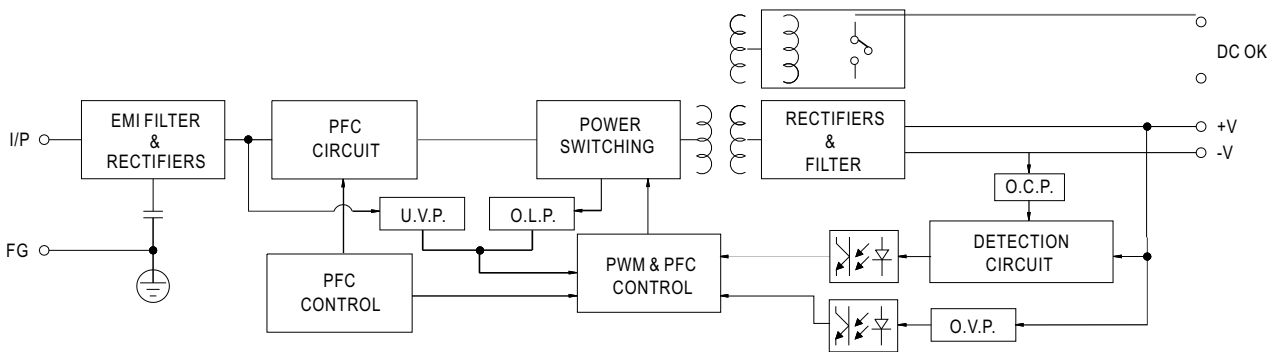 DC OK
I/P
EMI FILTER
&
RECTIFIERS
PFC
CIRCUIT
POWER
SWITCHING
RECTIFIERS
&
FILTER
+V
-V
O.C.P.
U.V.P.
O.L.P.
FG
PFC
CONTROL
PWM & PFC
CONTROL
DETECTION
CIRCUIT
O.V.P.